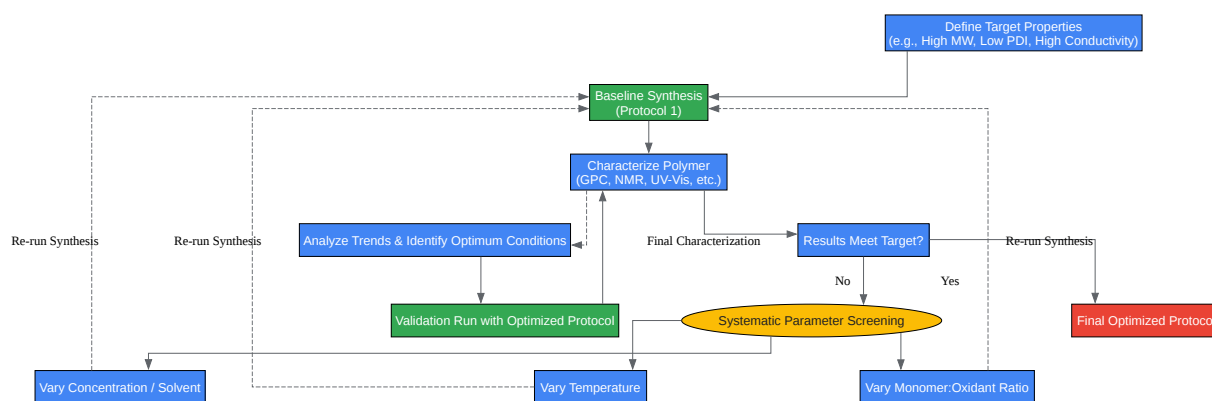 Define Target Properties
(e.g., High MW, Low PDI, High Conductivity)
Baseline Synthesis
(Protocol 1)
Characterize Polymer
(GPC, NMR, UV-Vis, etc.)
Re-run Synthesis
Re-run Synthesis
Analyze Trends & Identify Optimum Conditions
Final Characterization
Results Meet Target?
Re-run Synthesis
No
Yes
Validation Run with Optimized Protocol
Systematic Parameter Screening
Final Optimized Protoco
Vary Concentration / Solvent
Vary Temperature
Vary Monomer:Oxidant Ratio